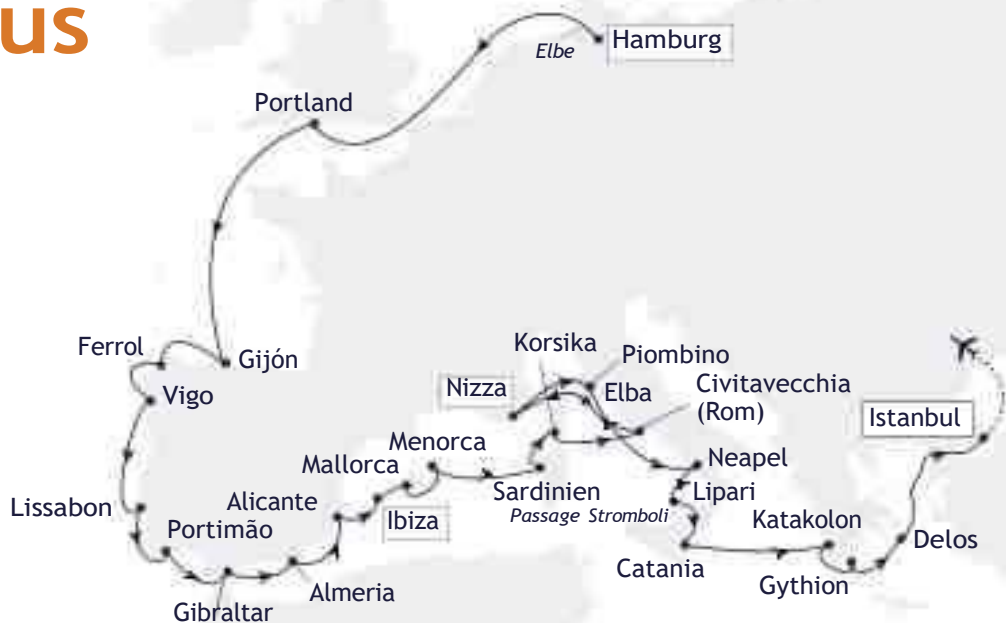 us
Hamburg
Elbe
Portland
Ferrol
Gijón
Vigo
Korsika
Piombino
Nizza
Elba
Civitavecchia
(Rom)
Istanbul
Menorca
Mallorca
Neapel
Alicante
Sardinien
Lipari
Lissabon
Ibiza
Passage Stromboli
Katakolon
Portimão
Delos
Catania
Gythion
Almeria
Gibraltar